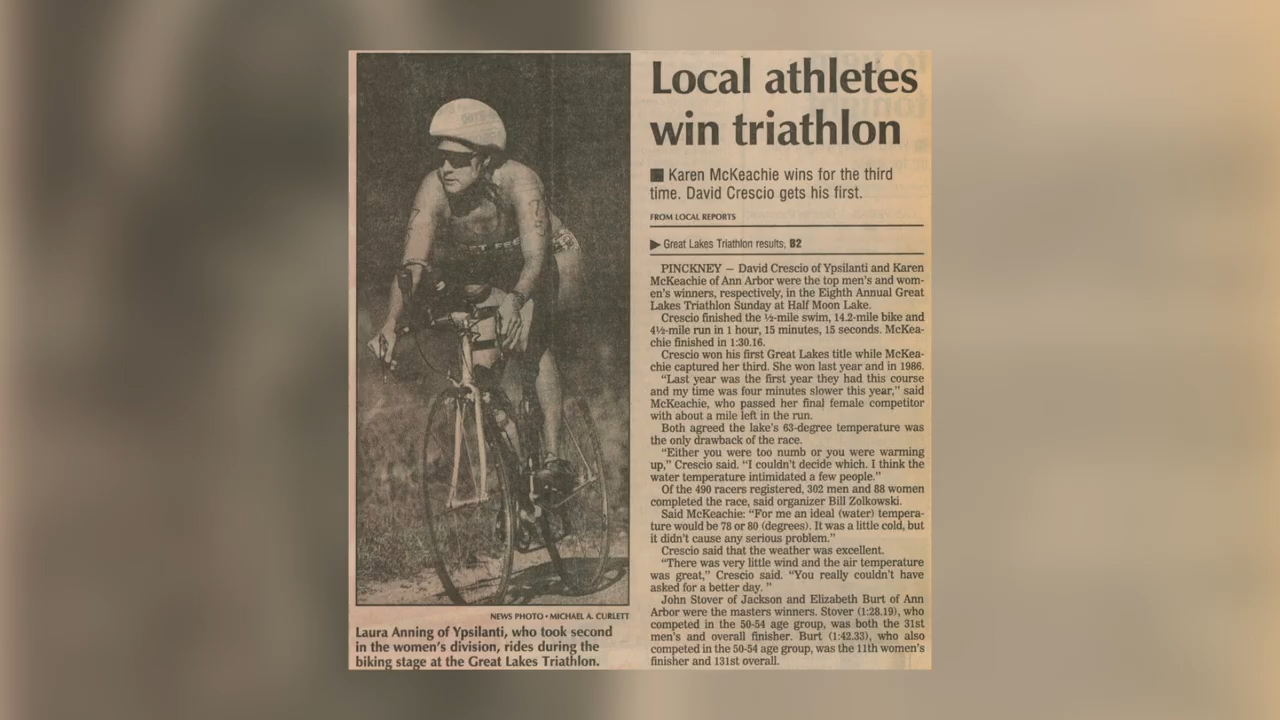 Local athletes
win triathlon
■ Karen McKeachie wins for the third
time. David Crescio gets his first.
FROM LOCAL REPORTS
▶ Great Lakes Triathlon results, B2
PINCKNEY — David Crescio of Ypsilanti and Karen
McKeachie of Ann Arbor were the top men's and wom-
en's winners, respectively, in the Eighth Annual Great
Lakes Triathlon Sunday at Half Moon Lake.
Crescio finished the ½-mile swim, 14.2-mile bike and
4½-mile run in 1 hour, 15 minutes, 15 seconds. McKea-
chie finished in 1:30.16.
Crescio won his first Great Lakes title while McKea-
chie captured her third. She won last year and in 1986.
"Last year was the first year they had this course
and my time was four minutes slower this year," said
McKeachie, who passed her final female competitor
with about a mile left in the run.
Both agreed the lake's 63-degree temperature was
the only drawback of the race.
"Either you were too numb or you were warming
up," Crescio said. "I couldn't decide which. I think the
water temperature intimidated a few people."
Of the 490 racers registered, 302 men and 88 women
completed the race, said organizer Bill Zolkowski.
Said McKeachie: "For me an ideal (water) tempera-
ture would be 78 or 80 (degrees). It was a little cold, but
it didn't cause any serious problem."
Crescio said that the weather was excellent.
"There was very little wind and the air temperature
was great," Crescio said. "You really couldn't have
asked for a better day. "
John Stover of Jackson and Elizabeth Burt of Ann
Arbor were the masters winners. Stover (1:28.19), who
competed in the 50-54 age group, was both the 31st
men's and overall finisher. Burt (1:42.33), who also
competed in the 50-54 age group, was the 11th women's
finisher and 131st overall.
NEWS PHOTO • MICHAEL A. CURLETT
Laura Anning of Ypsilanti, who took second
in the women's division, rides during the
biking stage at the Great Lakes Triathlon.